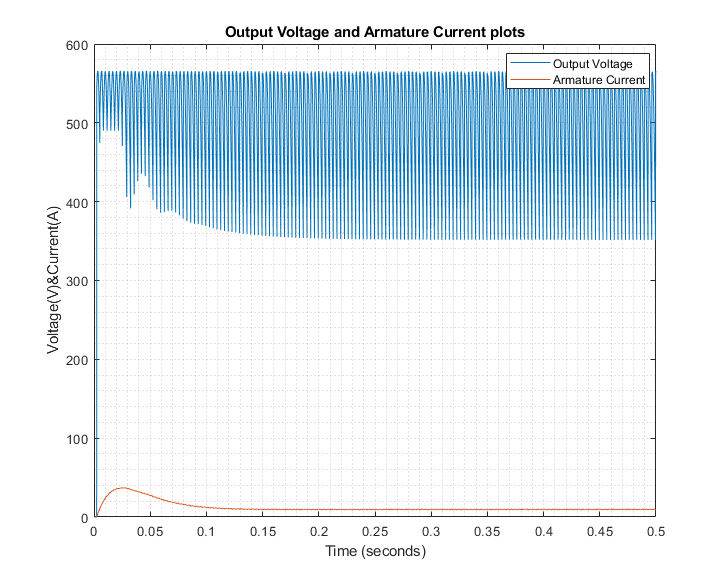 Output Voltage and Armature Current plots
Output Voltage
Armature Current
Voltage(V)&Current(A)
600
500
400
300
200
100
0
0 0.05 0.1 0.15 0.2 0.25 0.3 0.35 0.4 0.45 0.5
Time (seconds)